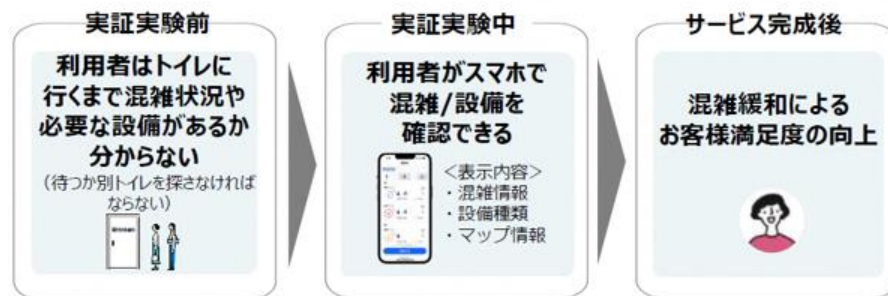 実証実験前
利用者はトイレに
行くまで混雑状況や
必要な設備があるか
分からない
(待つか別トイレを探さなければ
ならない)
実証実験中
利用者がスマホで
混雑/設備を
確認できる
<表示内容>
・混雑情報
・設備種類
・マップ情報
サービス完成後
混雑緩和による
お客様満足度の向上